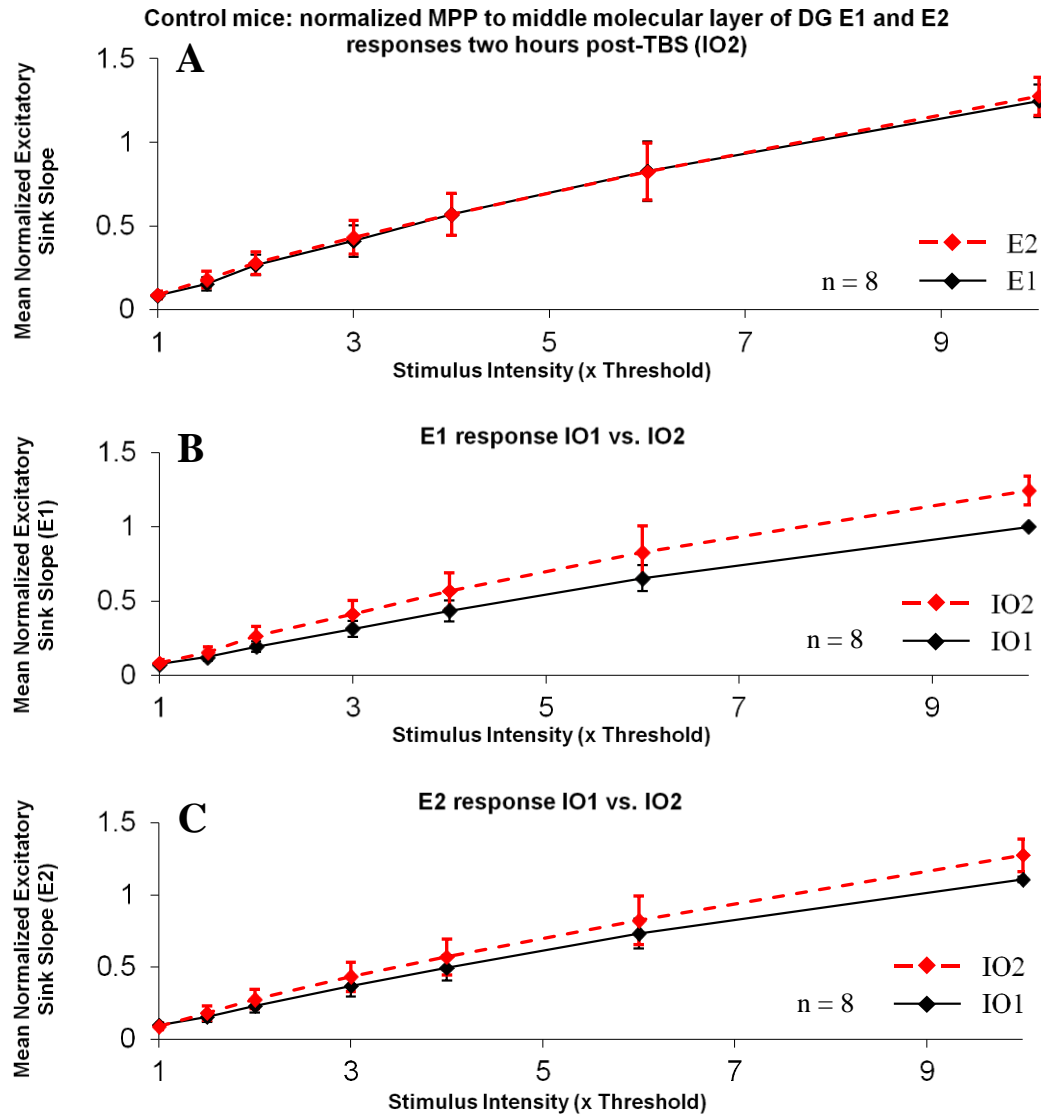 Control mice: normalized MPP to middle molecular layer of DG E1 and E2
responses two hours post-TBS (IO2)
A
Mean Normalized Excitatory
Sink Slope
1.5
1
0.5
0
E2
n = 8
E1
1
3
5
7
9
Stimulus Intensity (x Threshold)
E1 response IO1 vs. IO2
B
Mean Normalized Excitatory
Sink Slope (E1)
1.5
1
0.5
0
IO2
n = 8
IO1
1
3
5
7
9
Stimulus Intensity (x Threshold)
E2 response IO1 vs. IO2
C
Mean Normalized Excitatory
Sink Slope (E2)
1.5
1
0.5
0
IO2
n = 8
IO1
1
3
5
7
9
Stimulus Intensity (x Threshold)